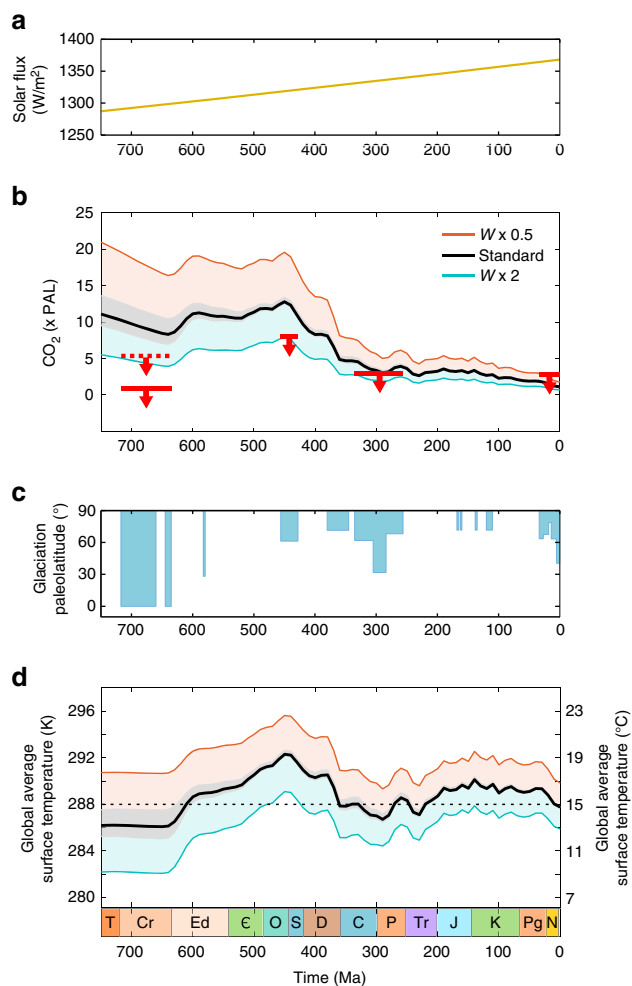 a
Solar flux
(W/m²)
1400
1350
1300
1250
700 600 500 400 300 200 100 0
b
CO₂ (x PAL)
25
20
15
10
5
0
W x 0.5
Standard
W x 2
700 600 500 400 300 200 100 0
c
Glaciation
paleolatitude (°)
90
60
30
0
700 600 500 400 300 200 100 0
d
Global average
surface temperature (K)
296
292
288
284
280
23
19
15
11
7
Global average
surface temperature (°C)
T Cr Ed Є O S D C P Tr J K Pg N
700 600 500 400 300 200 100 0
Time (Ma)